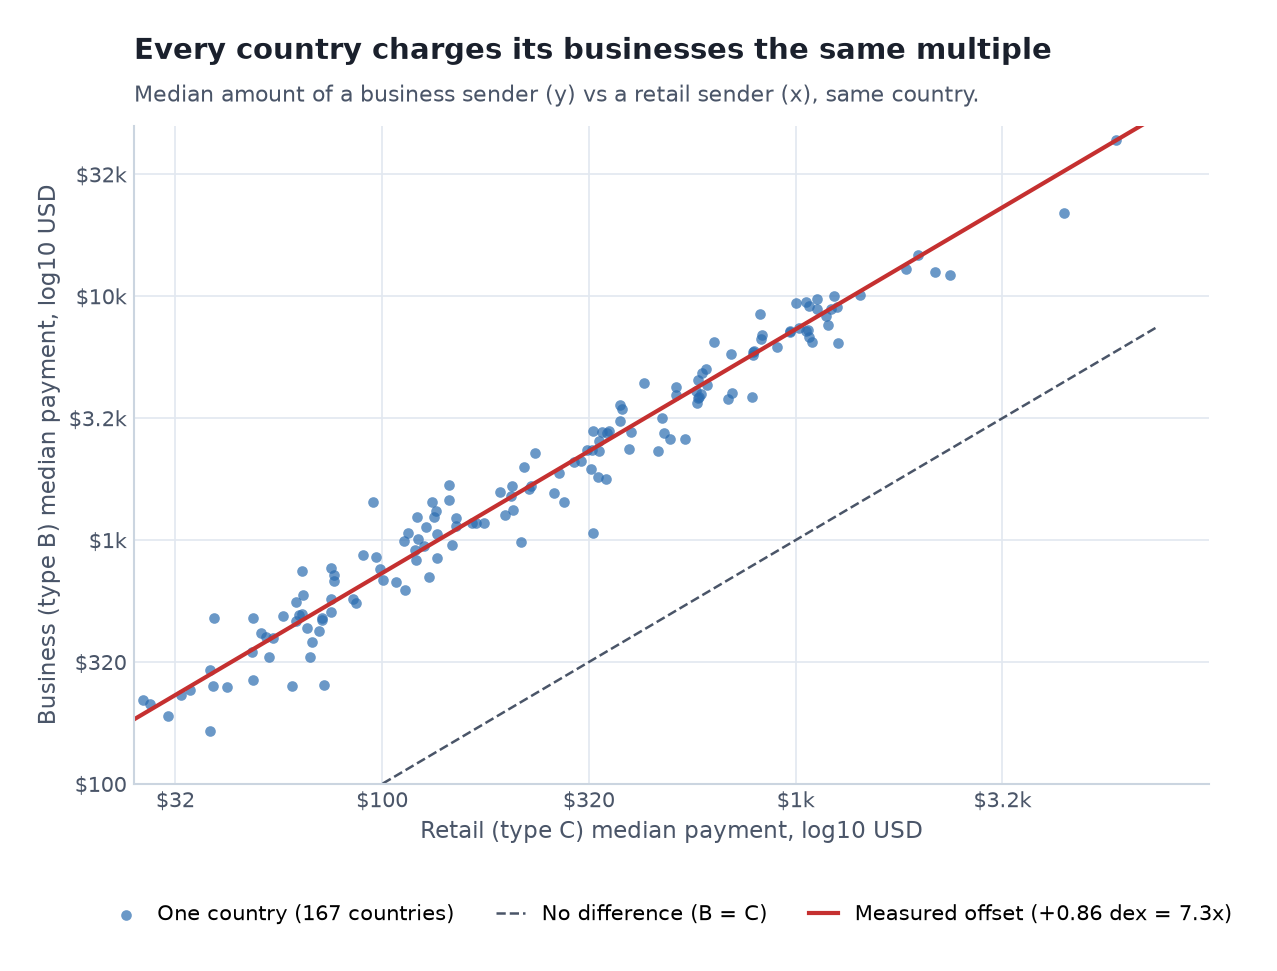 Every country charges its businesses the same multiple
Median amount of a business sender (y) vs a retail sender (x), same country.
Business (type B) median payment, log10 USD
$32k
$10k
$3.2k
$1k
$320
$100
$32
$100
$320
$1k
$3.2k
Retail (type C) median payment, log10 USD
One country (167 countries)
No difference (B = C)
Measured offset (+0.86 dex = 7.3x)